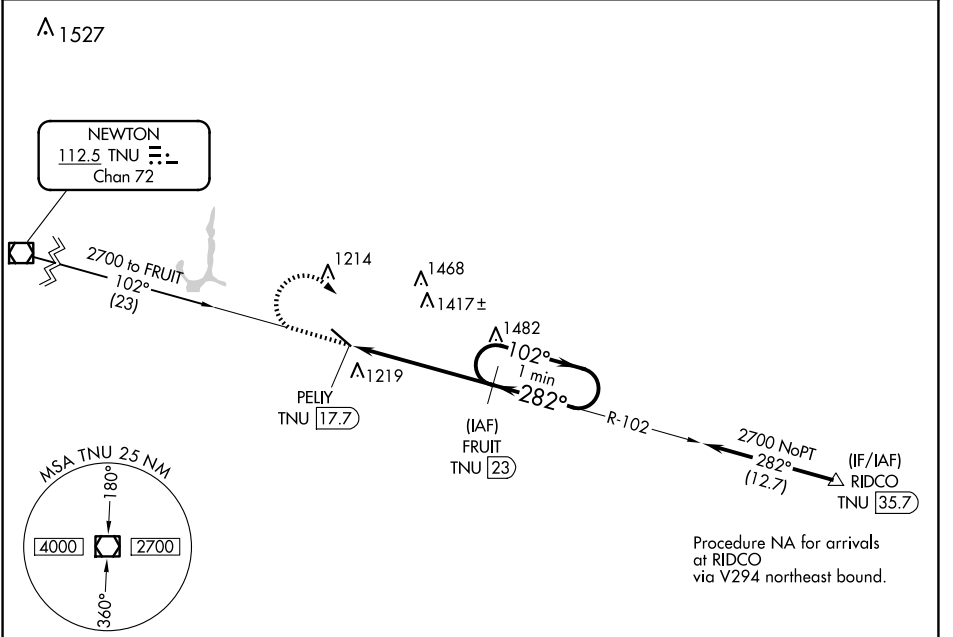 1527
NEWTON
112.5 TNU
Chan 72
2700 to FRUIT
102°
(23)
1214
1468
1417±
1482
102°
1 min
282°
1219
PELIY
TNU 17.7
(IAF)
FRUIT
TNU 23
R-102
2700 NoPT
282°
(12.7)
(IF/IAF)
RIDCO
TNU 35.7
MSA TNU 25 NM
180°
4000
2700
360°
Procedure NA for arrivals
at RIDCO
via V294 northeast bound.